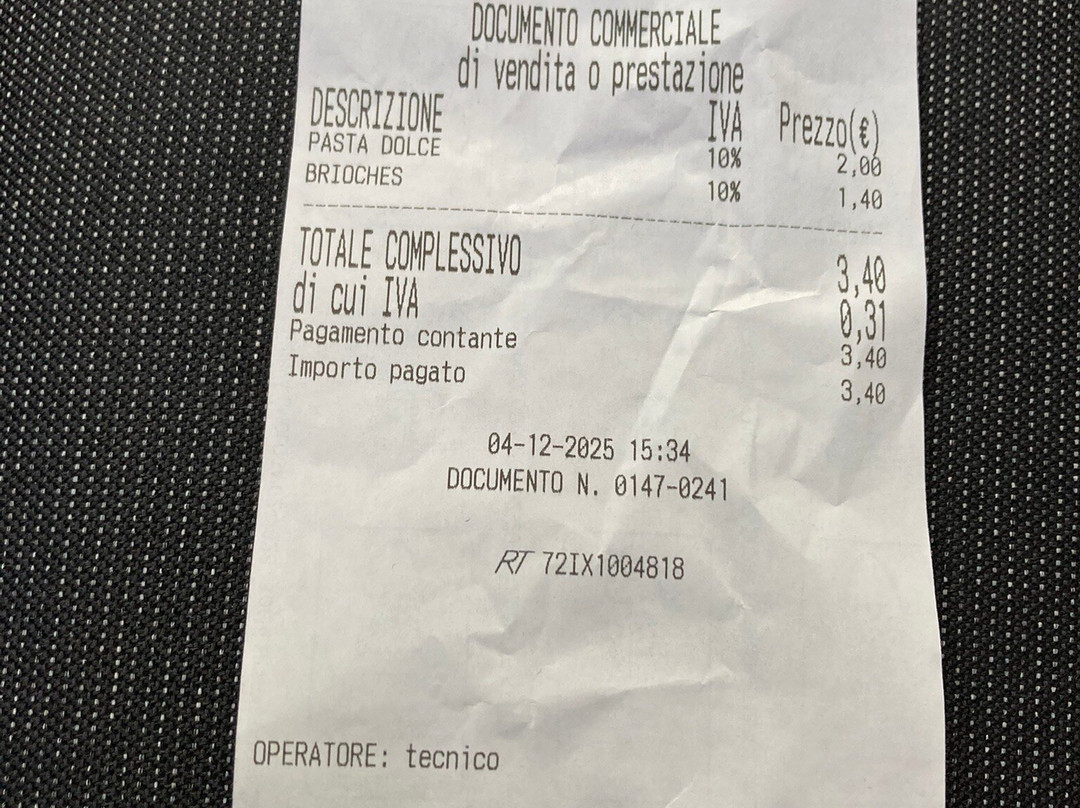 DOCUMENTO COMMERCIALE
di vendita o prestazione
DESCRIZIONE IVA Prezzo(€)
PASTA DOLCE 10% 2,00
BRIOCHES 10% 1,40
TOTALE COMPLESSIVO 3,40
di cui IVA 0,31
Pagamento contante 3,40
Importo pagato 3,40
04-12-2025 15:34
DOCUMENTO N. 0147-0241
RT 72IX1004818
OPERATORE: tecnico